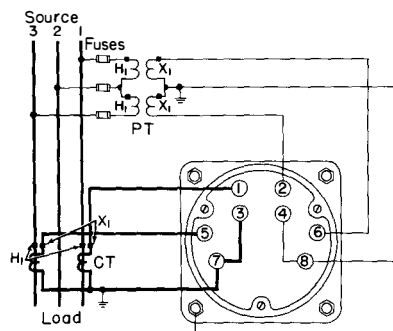 Source
3 2 1
Fuses
H1 X1
H1 X1
PT
1 2
3 4
5 6
7 8
X1
H1
CT
Load